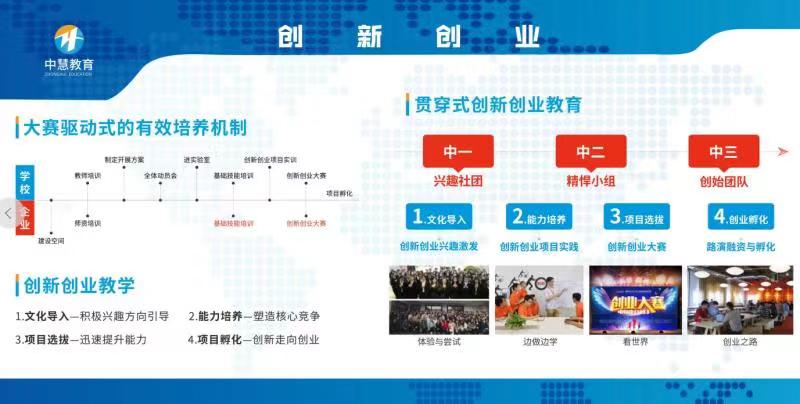 中慧教育
ZHONGHUI EDUCATION
创新创业
大赛驱动式的有效培养机制
学校
企业
制定开展方案
进实验室
创新创业项目实训
教师培训
全体动员会
基础技能培训
创新创业大赛
项目孵化
师资培训
基础技能培训
创新创业大赛
建设空间
创新创业教学
1.文化导入—积极兴趣方向引导
2.能力培养—塑造核心竞争
3.项目选拔—迅速提升能力
4.项目孵化—创新走向创业
贯穿式创新创业教育
中一
中二
中三
兴趣社团
精悍小组
创始团队
1.文化导入
2.能力培养
3.项目选拔
4.创业孵化
创新创业兴趣激发
创新创业项目实践
创新创业大赛
路演融资与孵化
创业大赛
体验与尝试
边做边学
看世界
创业之路